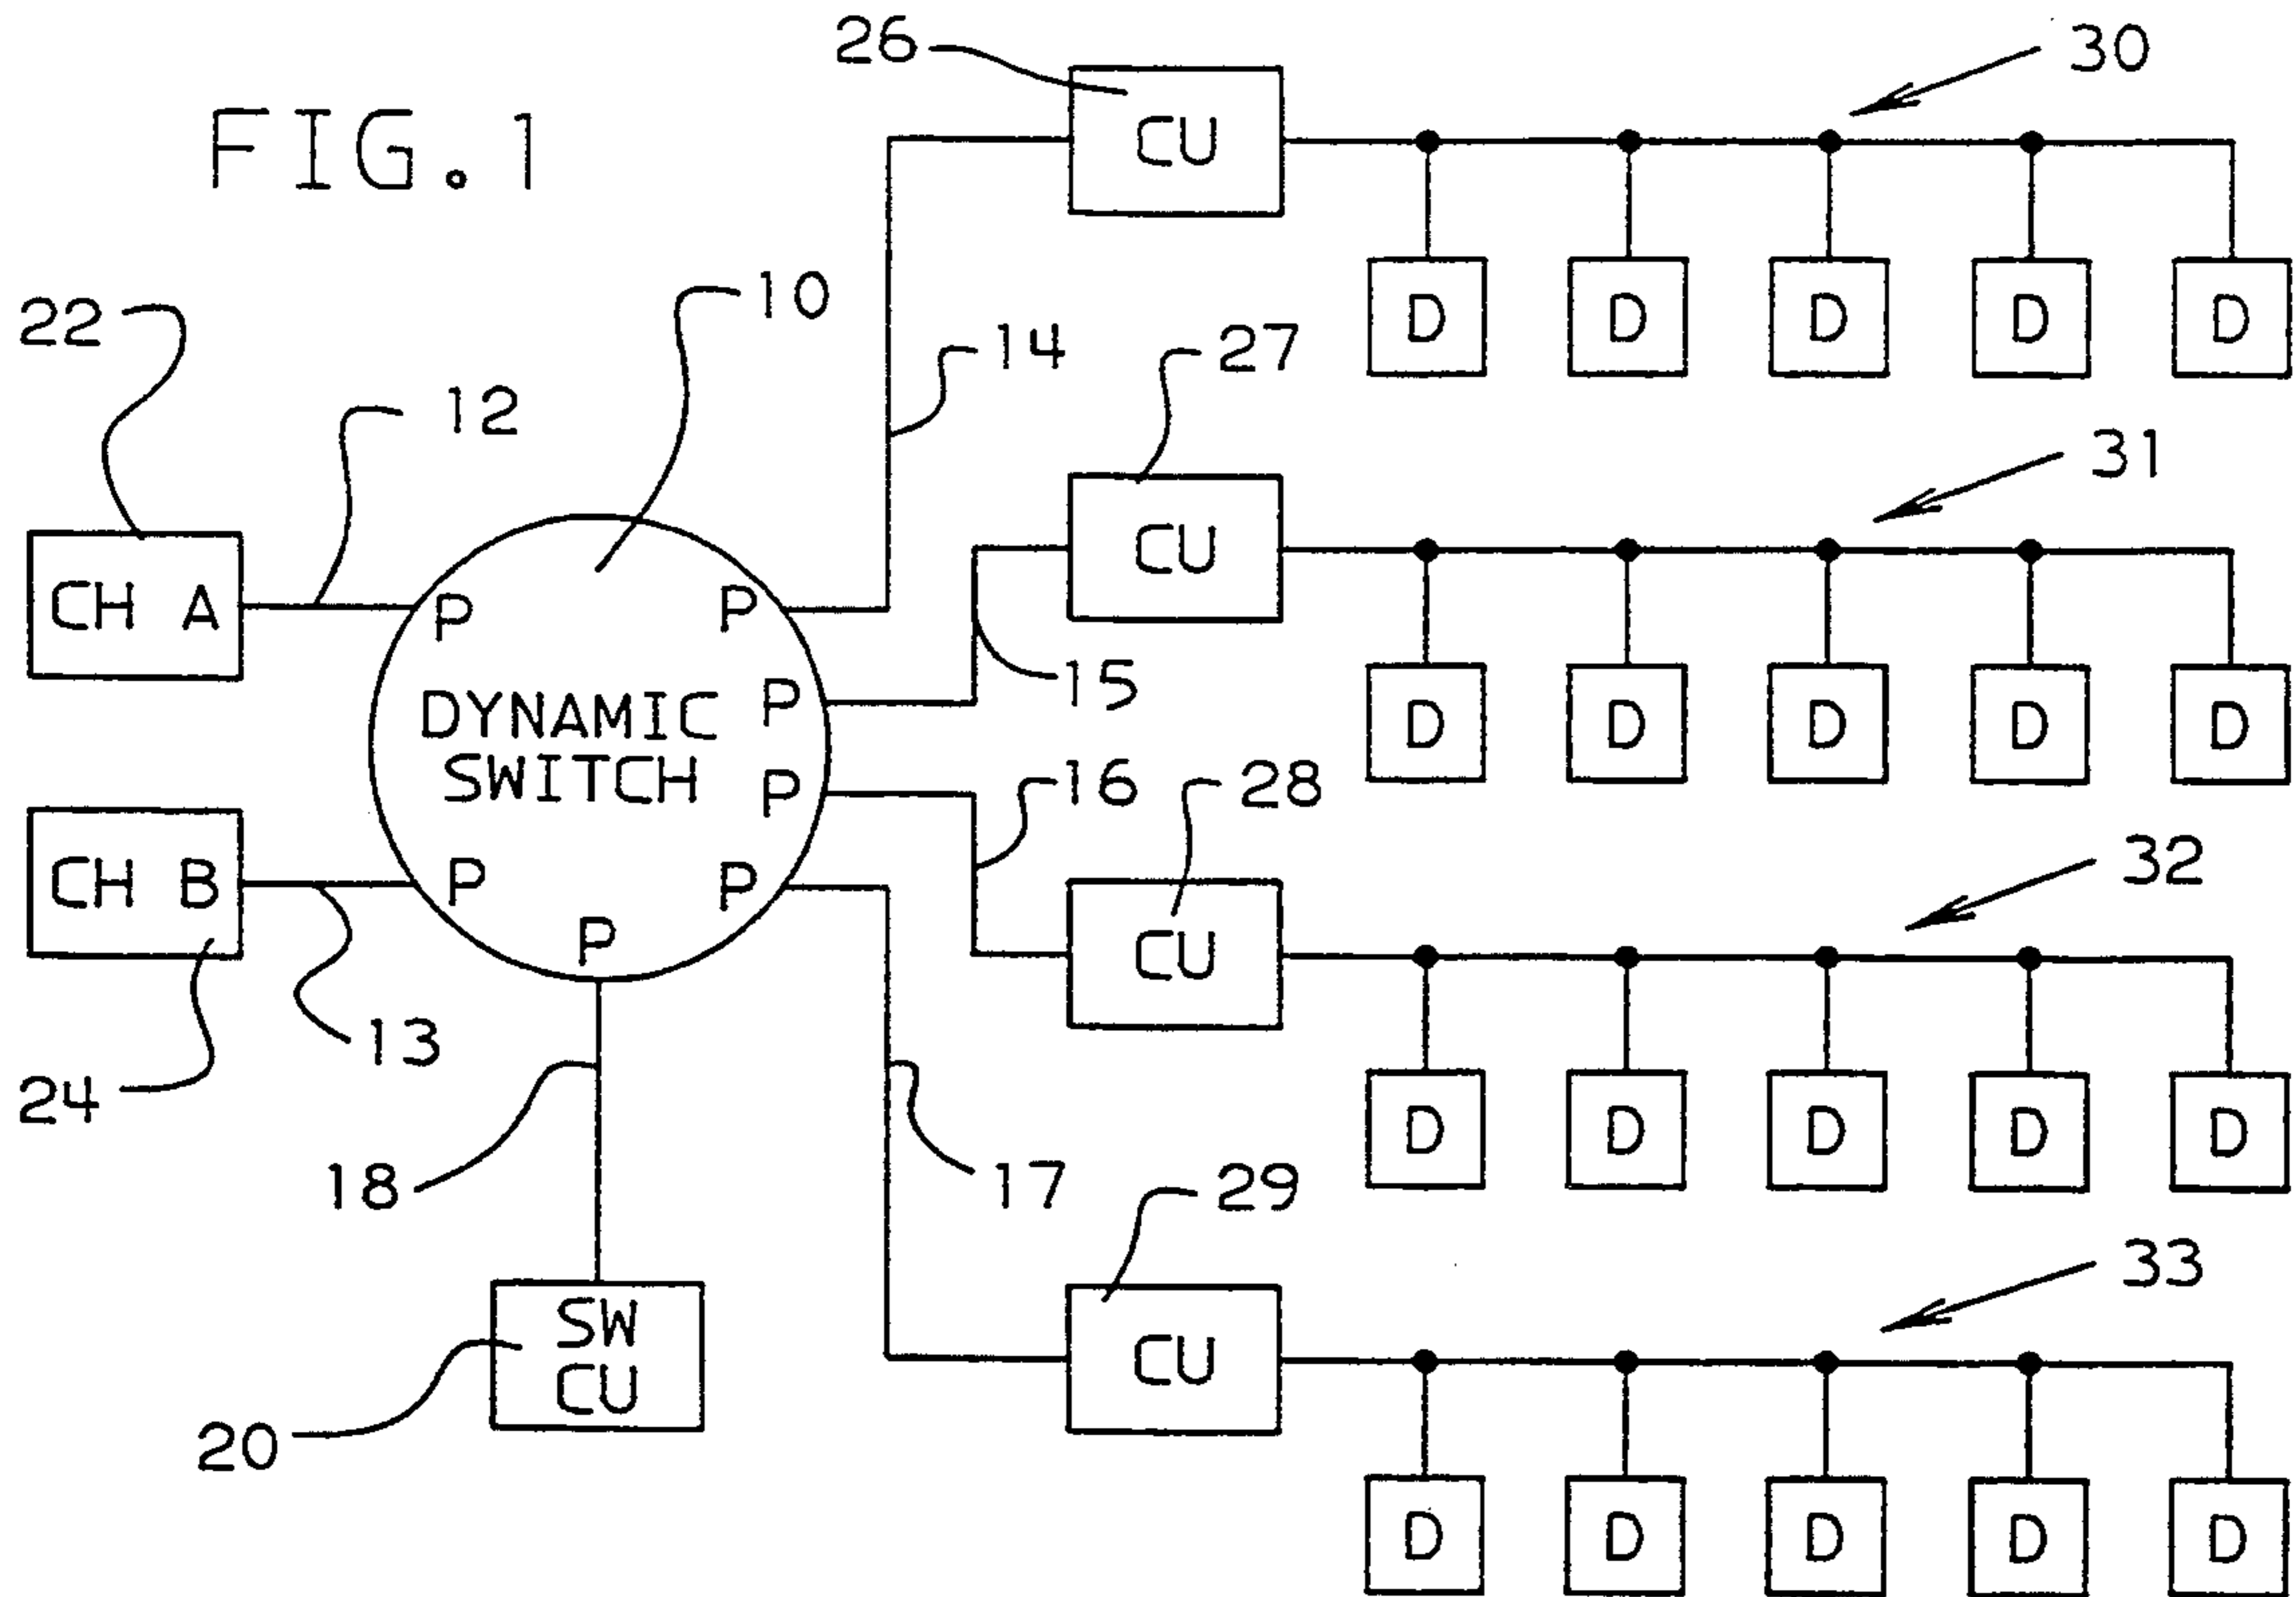 FIG. 1
26
30
CU
D D D D D
22
12
10
14
27
31
CH A
P
P
CU
15
P
D D D D D
DYNAMIC
SWITCH
P
16
28
32
CH B
P
P
P
CU
13
24
D D D D D
18
17
29
33
SW
CU
20
CU
D D D D D